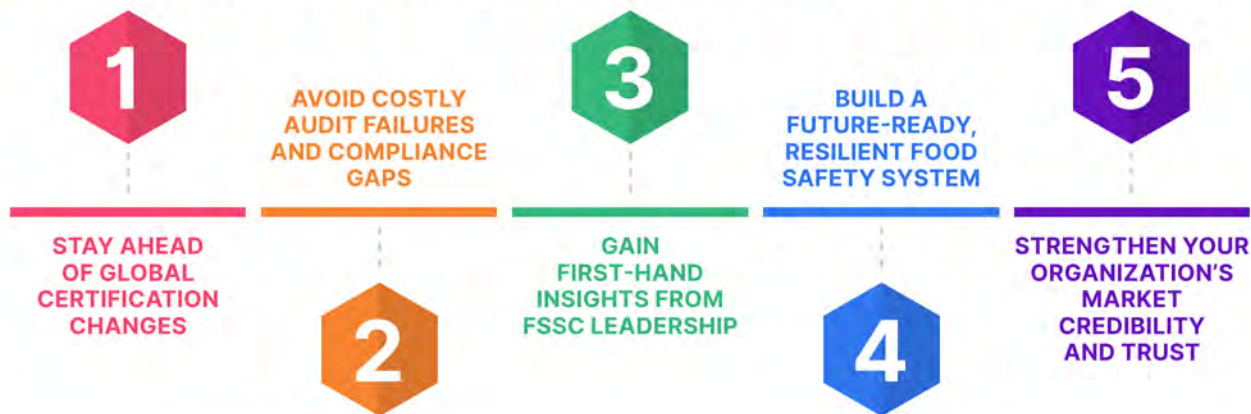 1
STAY AHEAD
OF GLOBAL
CERTIFICATION
CHANGES
AVOID COSTLY
AUDIT FAILURES
AND COMPLIANCE
GAPS
2
3
GAIN
FIRST-HAND
INSIGHTS FROM
FSSC LEADERSHIP
BUILD A
FUTURE-READY,
RESILIENT FOOD
SAFETY SYSTEM
4
5
STRENGTHEN YOUR
ORGANIZATION'S
MARKET
CREDIBILITY
AND TRUST